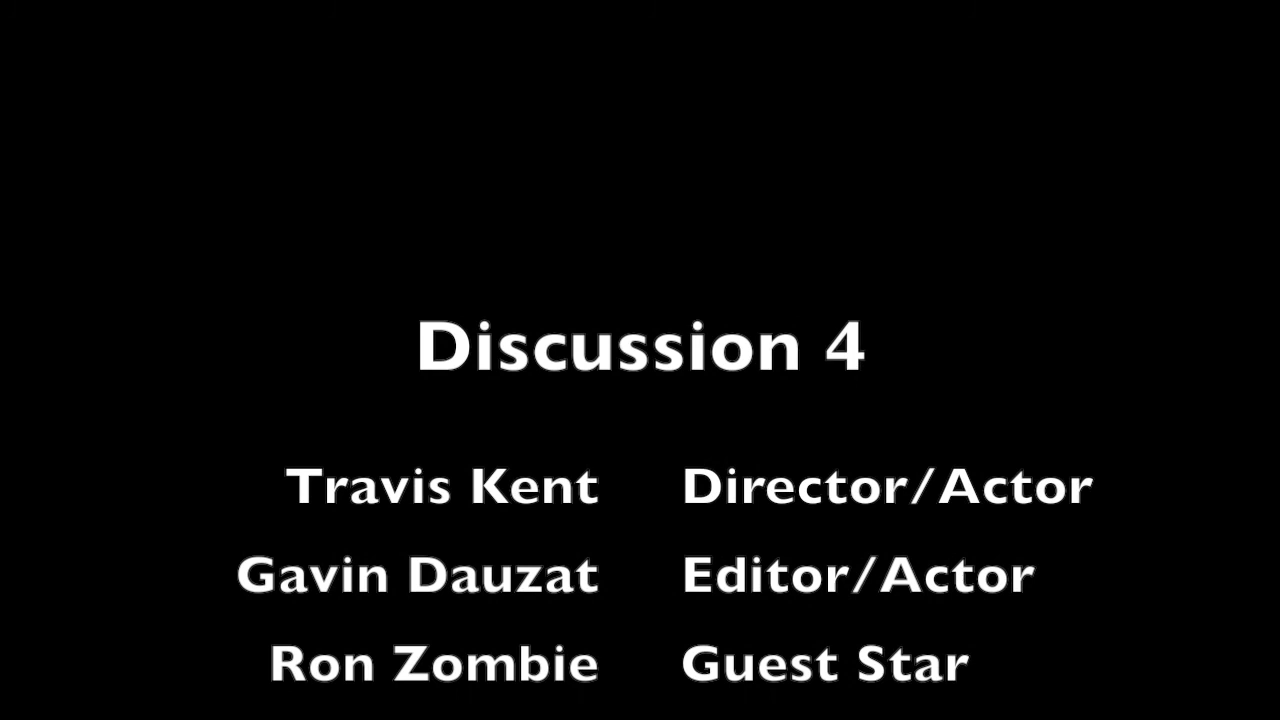 Discussion 4
Travis Kent Director/Actor
Gavin Dauzat Editor/Actor
Ron Zombie Guest Star